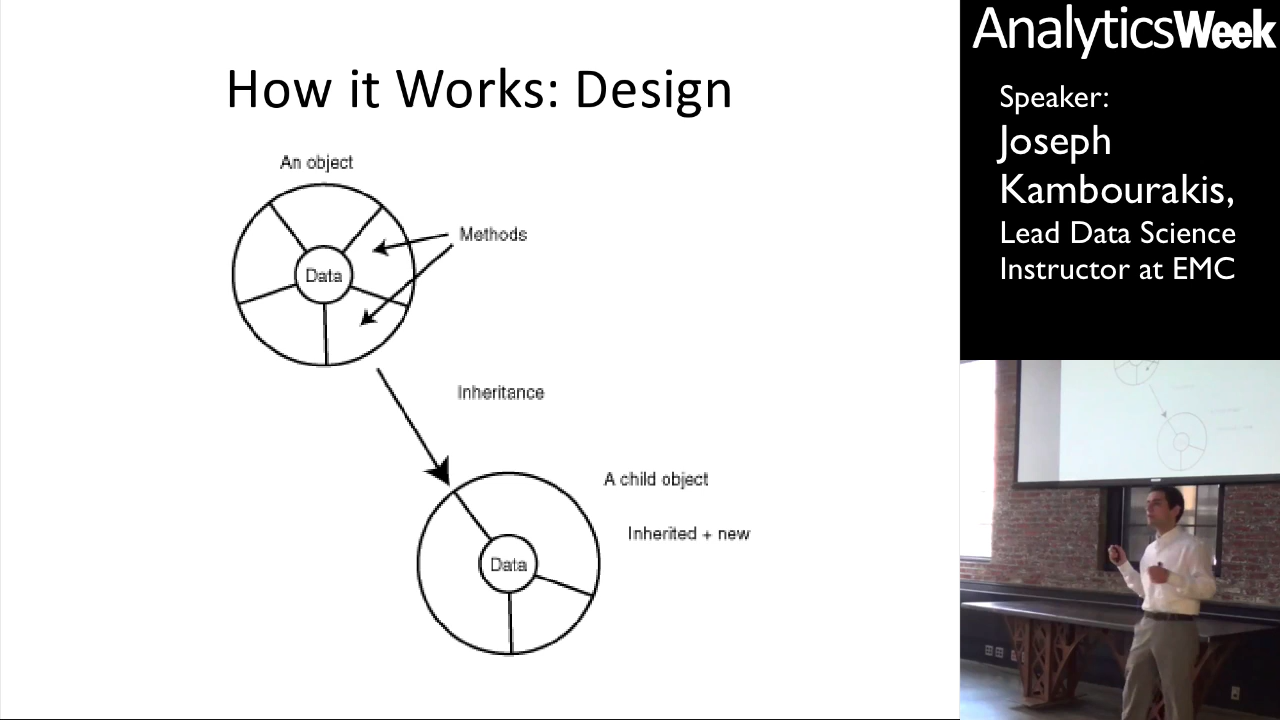 How it Works: Design
An object
Methods
Data
Inheritance
A child object
Inherited + new
Data
AnalyticsWeek
Speaker:
Joseph
Kambourakis,
Lead Data Science
Instructor at EMC